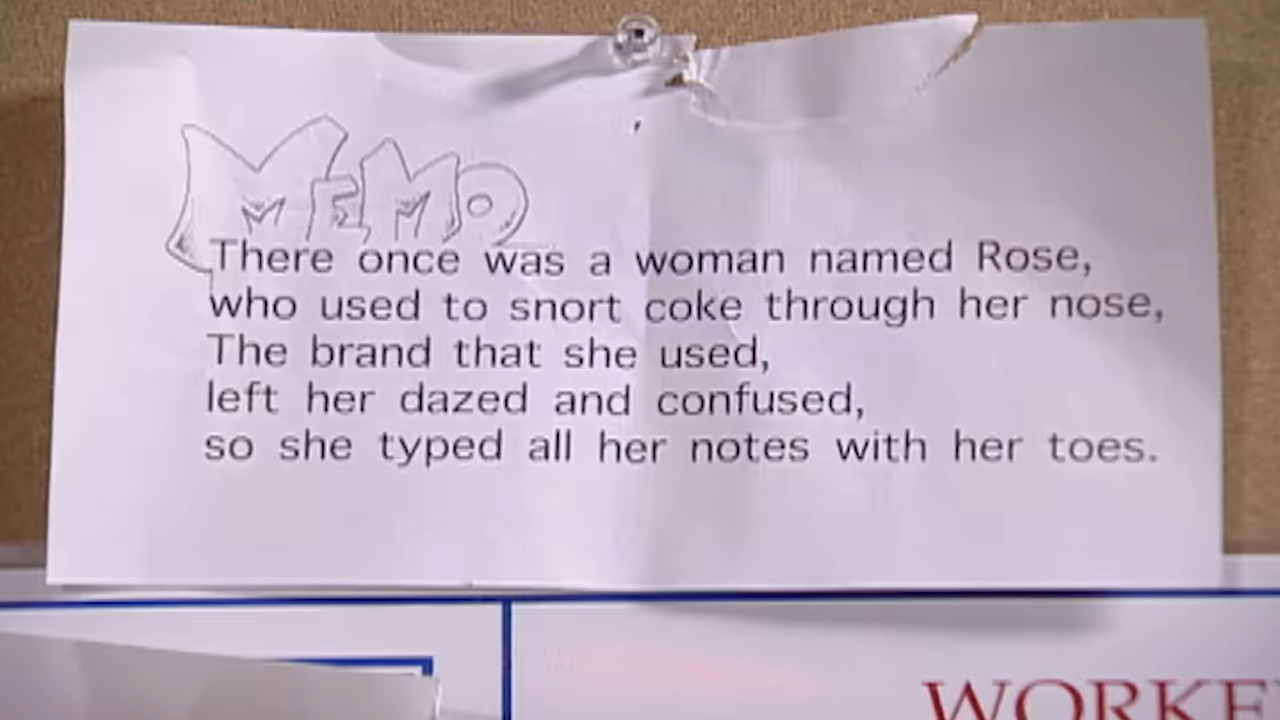 MEMO
There once was a woman named Rose,
who used to snort coke through her nose,
The brand that she used,
left her dazed and confused,
so she typed all her notes with her toes.